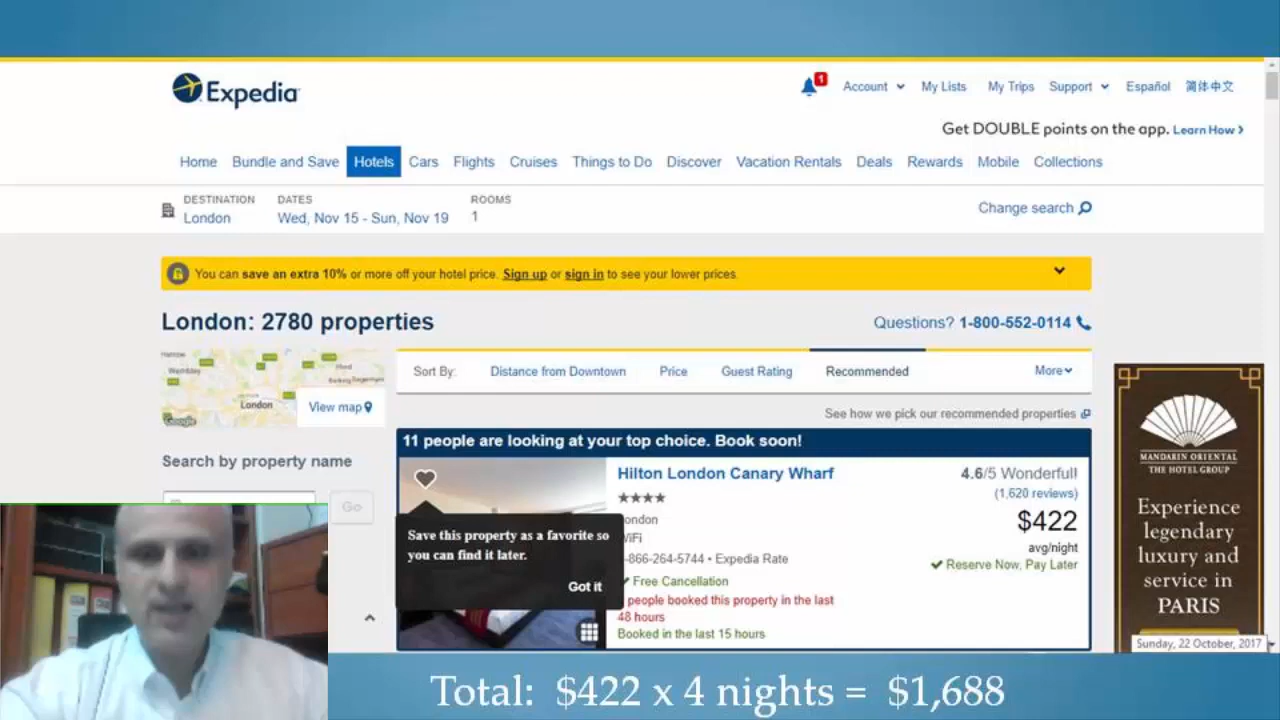 Expedia
1
Account
My Lists
My Trips
Support
Español
简体中文
Get DOUBLE points on the app. Learn How
Home
Bundle and Save
Hotels
Cars
Flights
Cruises
Things to Do
Discover
Vacation Rentals
Deals
Rewards
Mobile
Collections
DESTINATION
London
DATES
Wed, Nov 15 - Sun, Nov 19
ROOMS
1
Change search
You can save an extra 10% or more off your hotel price. Sign up or sign in to see your lower prices.
London: 2780 properties
Questions? 1-800-552-0114
Wembley
Ilford
London
Google
View map
Sort By:
Distance from Downtown
Price
Guest Rating
Recommended
More
See how we pick our recommended properties
Search by property name
Go
11 people are looking at your top choice. Book soon!
Save this property as a favorite so
you can find it later.
Got it
Hilton London Canary Wharf
ondon
iFi
-866-264-5744 • Expedia Rate
Free Cancellation
people booked this property in the last
48 hours
Booked in the last 15 hours
4.6/5 Wonderful!
(1,620 reviews)
$422
avg/night
Reserve Now, Pay Later
MANDARIN ORIENTAL
THE HOTEL GROUP
Experience
legendary
luxury and
service in
PARIS
Sunday, 22 October, 2017
Total: $422 x 4 nights = $1,688